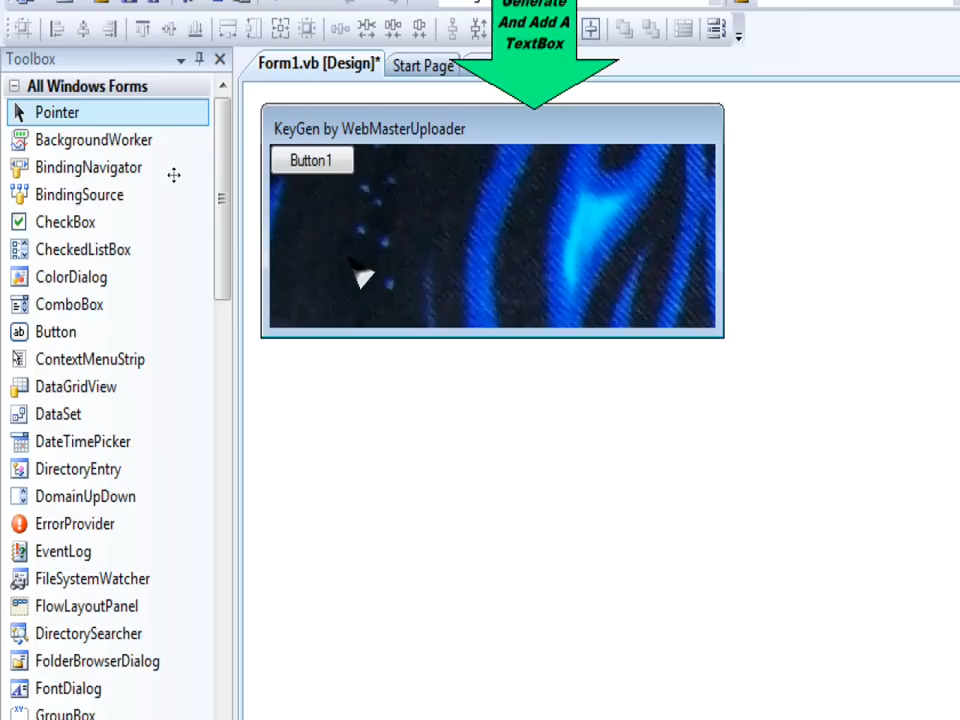 Generate
And Add A
TextBox
Toolbox
Form1.vb [Design]*
Start Page
All Windows Forms
Pointer
BackgroundWorker
BindingNavigator
BindingSource
CheckBox
CheckedListBox
ColorDialog
ComboBox
ab Button
ContextMenuStrip
DataGridView
DataSet
DateTimePicker
DirectoryEntry
DomainUpDown
ErrorProvider
EventLog
FileSystemWatcher
FlowLayoutPanel
DirectorySearcher
FolderBrowserDialog
FontDialog
GroupBox
KeyGen by WebMasterUploader
Button1